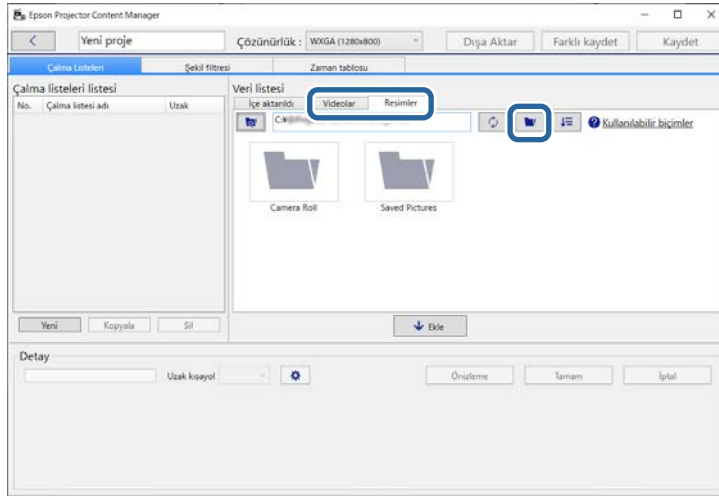 Epson Projector Content Manager
Yeni proje
Çözünürlük : WXGA (1280x800)
Dışa Aktar
Farklı kaydet
Kaydet
Çalma Listeleri
Şekil filtresi
Zaman tablosu
Çalma listeleri listesi
No. Çalma listesi adı Uzak
Veri listesi
İçe aktarıldı Videolar Resimler
Kullanılabilir biçimler
Camera Roll
Saved Pictures
Yeni Kopyala Sil
Ekle
Detay
Uzak kısayol
Önizleme Tamam İptal